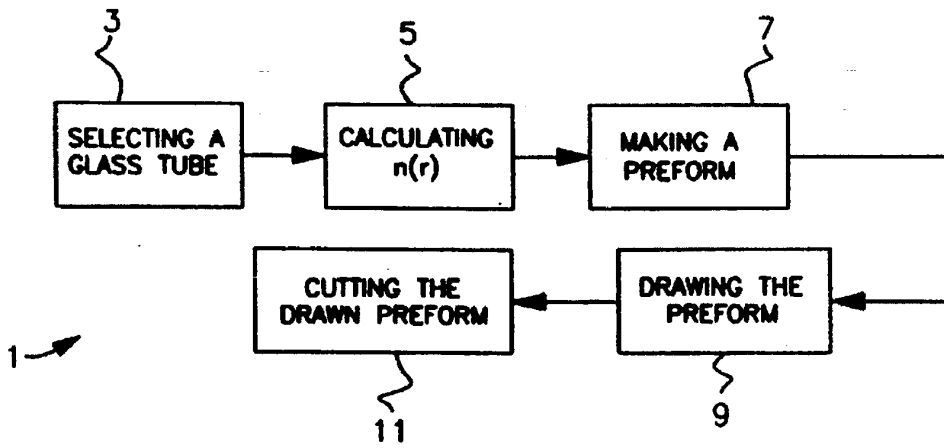 3
5
7
SELECTING A
GLASS TUBE
CALCULATING
n(r)
MAKING A
PREFORM
CUTTING THE
DRAWN PREFORM
DRAWING THE
PREFORM
1
11
9